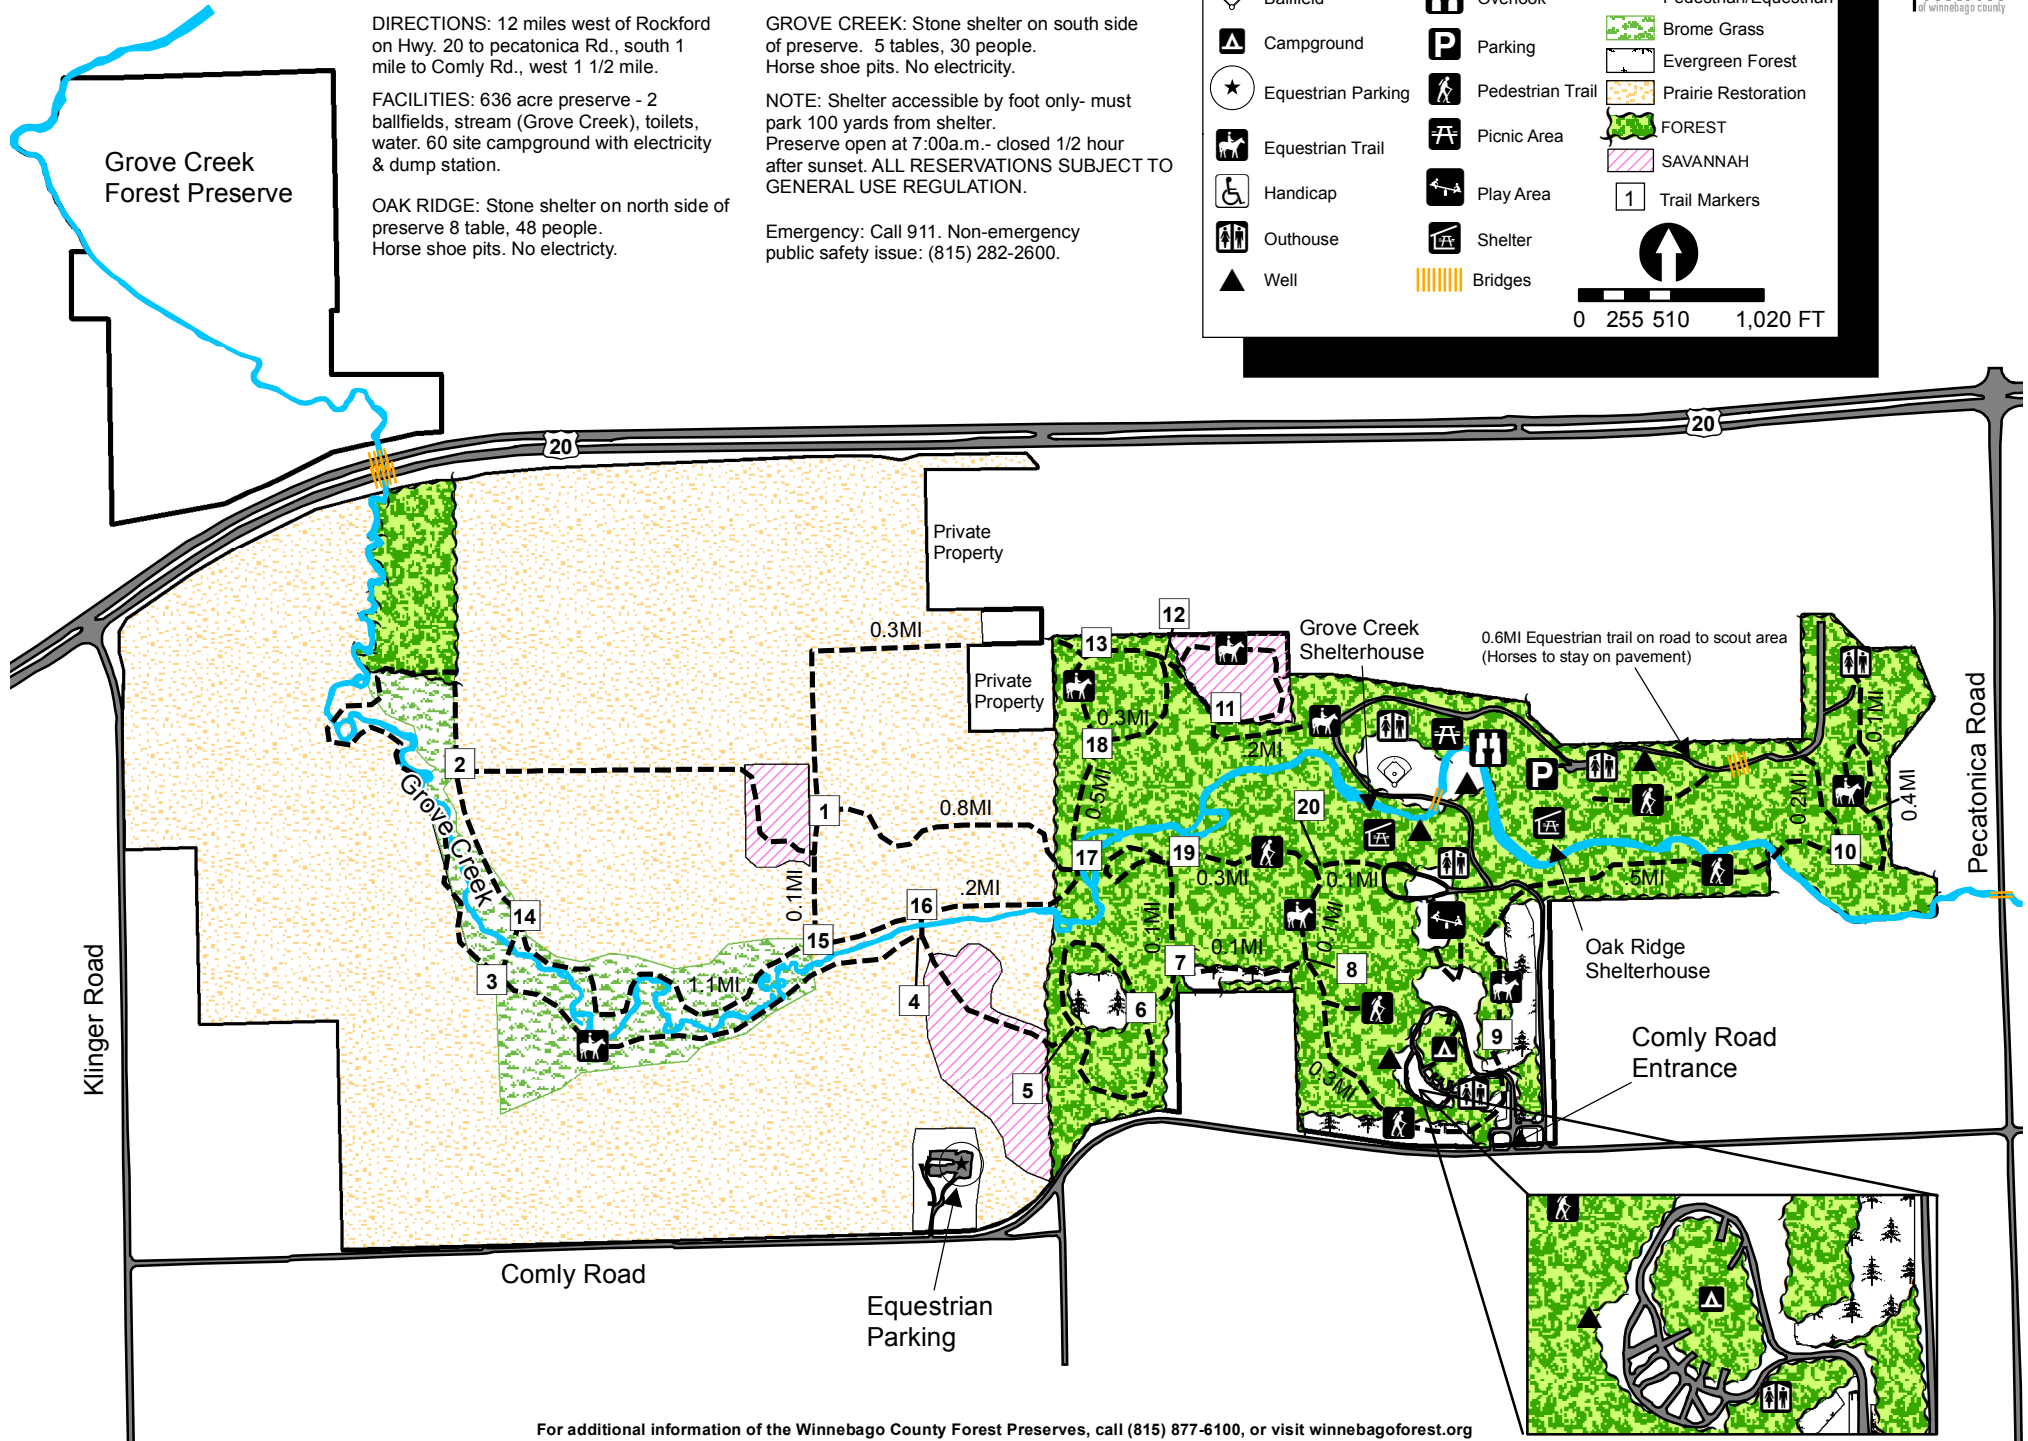 DIRECTIONS: 12 miles west of Rockford
on Hwy. 20 to pecatonica Rd., south 1
mile to Comly Rd., west 1 1/2 mile.
FACILITIES: 636 acre preserve - 2
ballfields, stream (Grove Creek), toilets,
water. 60 site campground with electricity
& dump station.
OAK RIDGE: Stone shelter on north side of
preserve 8 table, 48 people.
Horse shoe pits. No electricty.
GROVE CREEK: Stone shelter on south side
of preserve. 5 tables, 30 people.
Horse shoe pits. No electricity.
NOTE: Shelter accessible by foot only- must
park 100 yards from shelter.
Preserve open at 7:00a.m.- closed 1/2 hour
after sunset. ALL RESERVATIONS SUBJECT TO
GENERAL USE REGULATION.
Emergency: Call 911. Non-emergency
public safety issue: (815) 282-2600.
Ballfield
Campground
Equestrian Parking
Equestrian Trail
Handicap
Outhouse
Well
Overlook
P Parking
Pedestrian Trail
Picnic Area
Play Area
Shelter
Bridges
Pedestrian/Equestrian
Brome Grass
Evergreen Forest
Prairie Restoration
FOREST
SAVANNAH
1 Trail Markers
0 255 510 1,020 FT
of winnebago county
Grove Creek
Forest Preserve
20
20
Private
Property
Private
Property
0.3MI
12
13
11
0.3MI
18
.2MI
Grove Creek
Shelterhouse
0.6MI Equestrian trail on road to scout area
(Horses to stay on pavement)
P
0.1MI
0.2MI
0.4MI
10
Pecatonica Road
2
Grove Creek
1
0.8MI
0.5MI
20
17
19
0.3MI
0.1MI
.5MI
0.1MI
.2MI
16
14
15
3
1.1MI
4
0.1MI
7
0.1MI
0.1MI
8
6
5
9
0.3MI
Oak Ridge
Shelterhouse
Comly Road
Entrance
Klinger Road
Comly Road
Equestrian
Parking
For additional information of the Winnebago County Forest Preserves, call (815) 877-6100, or visit winnebagoforest.org